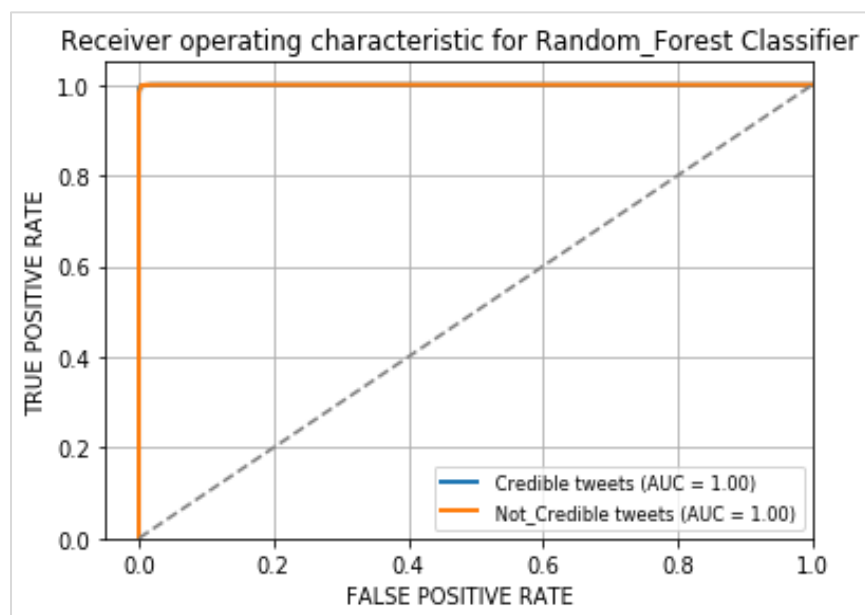 Receiver operating characteristic for Random_Forest Classifier
TRUE POSITIVE RATE
1.0
0.8
0.6
0.4
0.2
0.0
Credible tweets (AUC = 1.00)
Not_Credible tweets (AUC = 1.00)
0.0 0.2 0.4 0.6 0.8 1.0
FALSE POSITIVE RATE